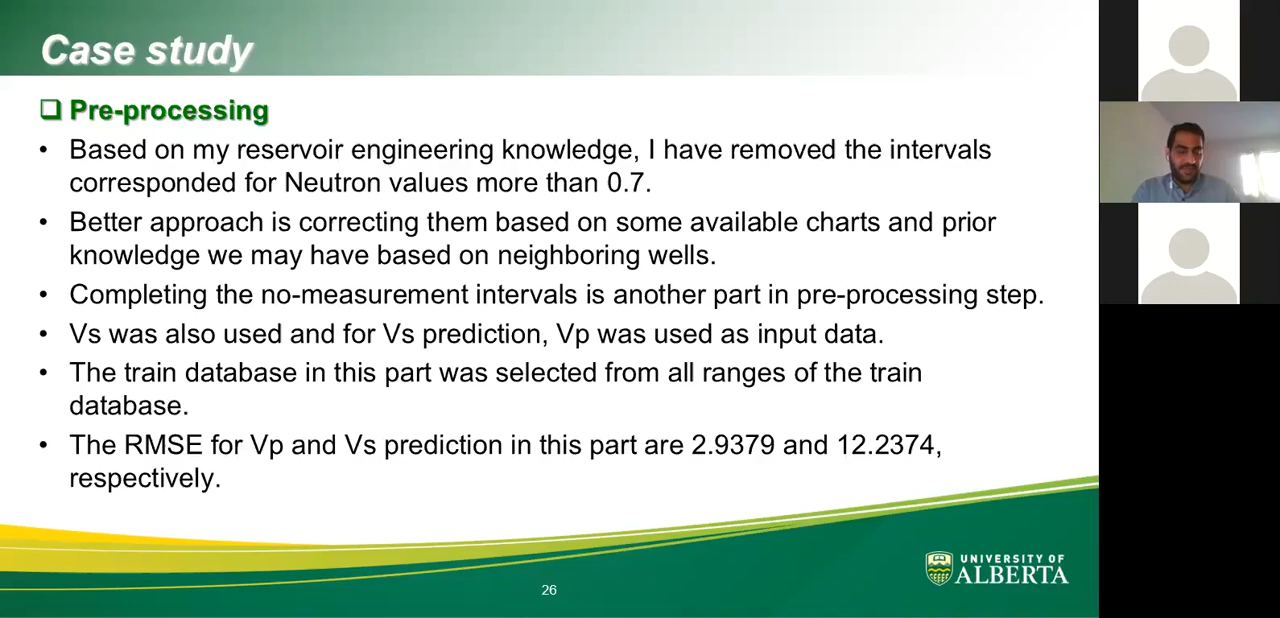 Case study
Pre-processing
• Based on my reservoir engineering knowledge, I have removed the intervals
corresponded for Neutron values more than 0.7.
• Better approach is correcting them based on some available charts and prior
knowledge we may have based on neighboring wells.
• Completing the no-measurement intervals is another part in pre-processing step.
• Vs was also used and for Vs prediction, Vp was used as input data.
• The train database in this part was selected from all ranges of the train
database.
• The RMSE for Vp and Vs prediction in this part are 2.9379 and 12.2374,
respectively.
UNIVERSITY OF
ALBERTA
26